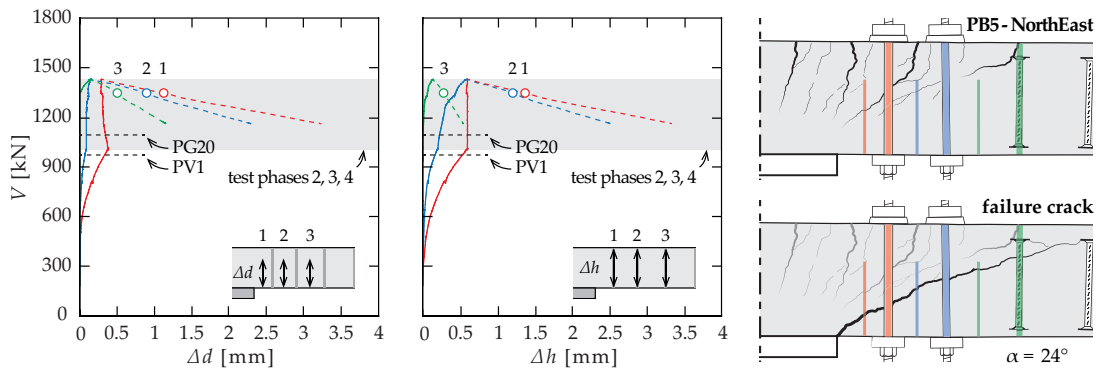 1800
1500
1200
900
600
300
0
V [kN]
3 2 1
PG20
PV1
test phases 2, 3, 4
1 2 3
Δd
0 0.5 1 1.5 2 2.5 3 3.5 4
Δd [mm]
3 2 1
PG20
PV1
test phases 2, 3, 4
1 2 3
Δh
0 0.5 1 1.5 2 2.5 3 3.5 4
Δh [mm]
PB5 - NorthEast
failure crack
α = 24°